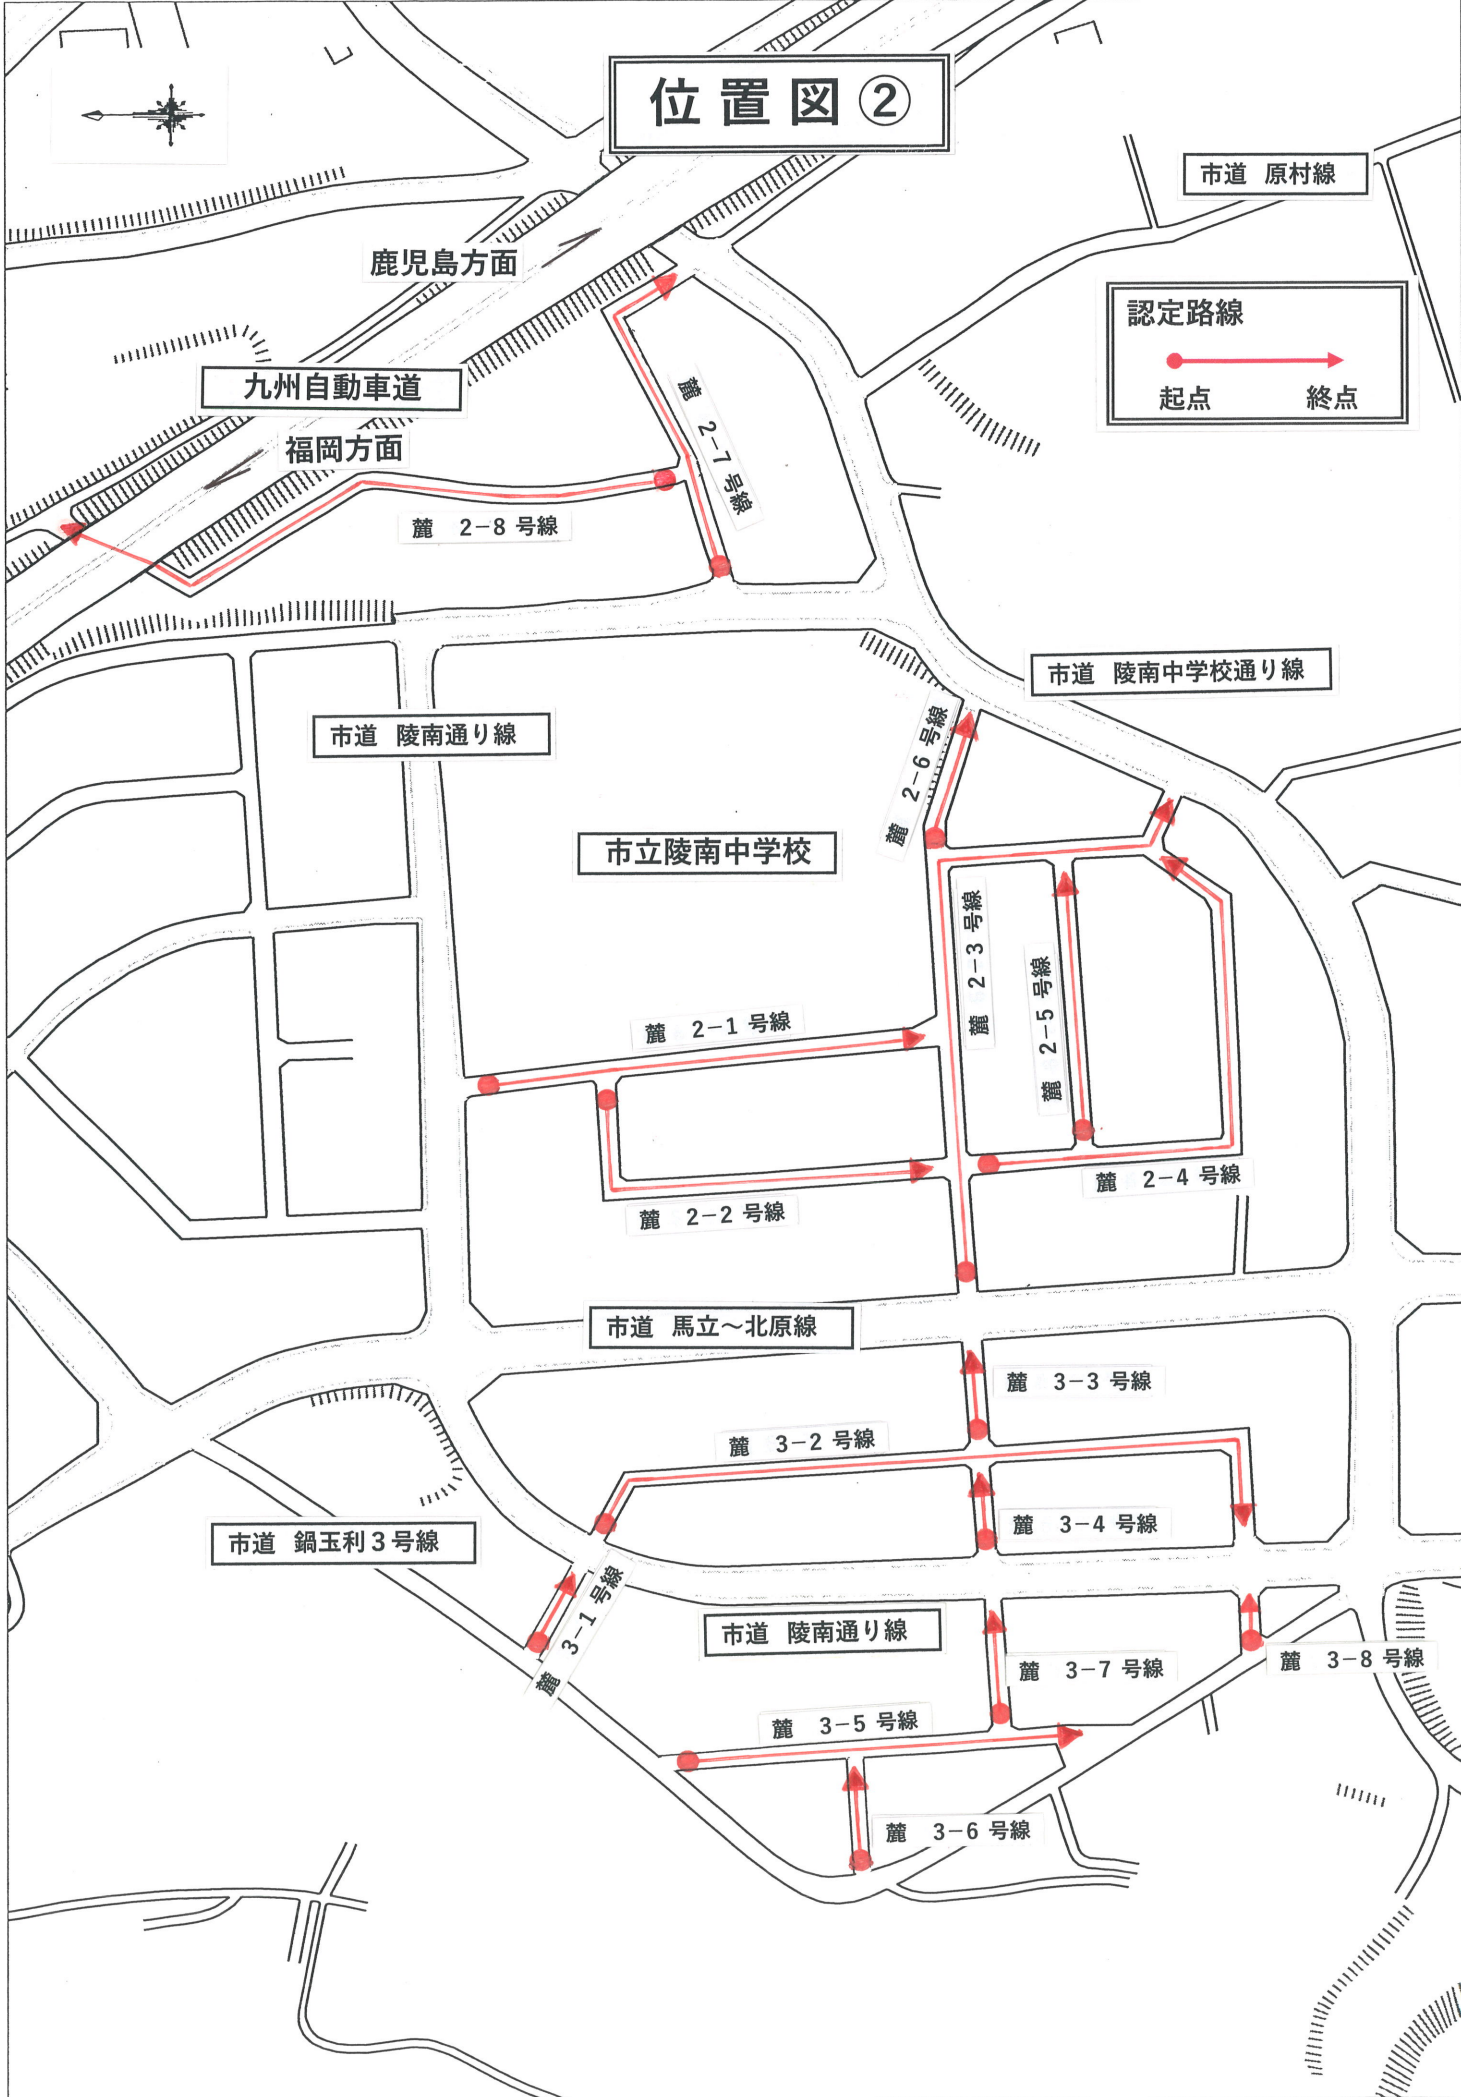 位置図②
市道 原村線
鹿児島方面
認定路線
起点 終点
九州自動車道
福岡方面
麓 2-7号線
麓 2-8 号線
市道 陵南中学校通り線
市道 陵南通り線
麓 2-6 号線
市立陵南中学校
麓 2-3 号線
麓 2-5 号線
麓 2-1 号線
麓 2-4 号線
麓 2-2 号線
市道 馬立～北原線
麓 3-3 号線
麓 3-2 号線
麓 3-4 号線
市道 鍋玉利3号線
麓 3-1 号線
市道 陵南通り線
麓 3-8 号線
麓 3-7 号線
麓 3-5 号線
麓 3-6 号線